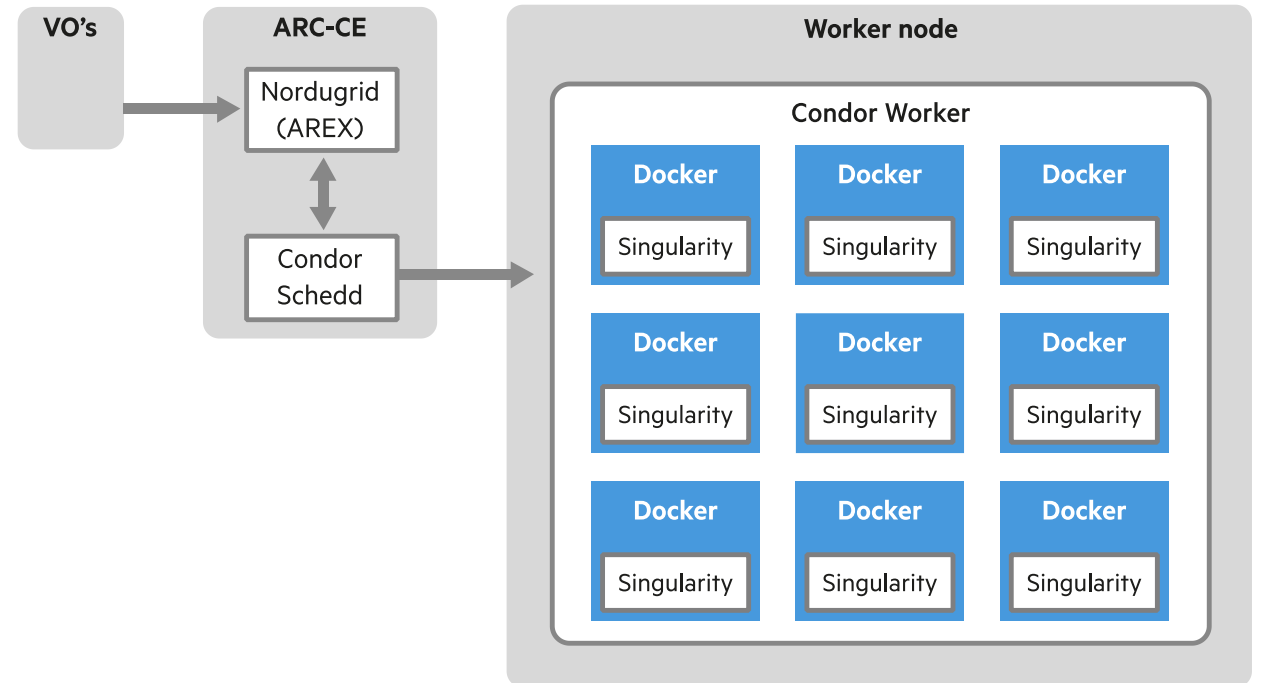 VO's
ARC-CE
Nordugrid
(AREX)
Condor
Schedd
Worker node
Condor Worker
Docker
Docker
Docker
Singularity
Singularity
Singularity
Docker
Docker
Docker
Singularity
Singularity
Singularity
Docker
Docker
Docker
Singularity
Singularity
Singularity